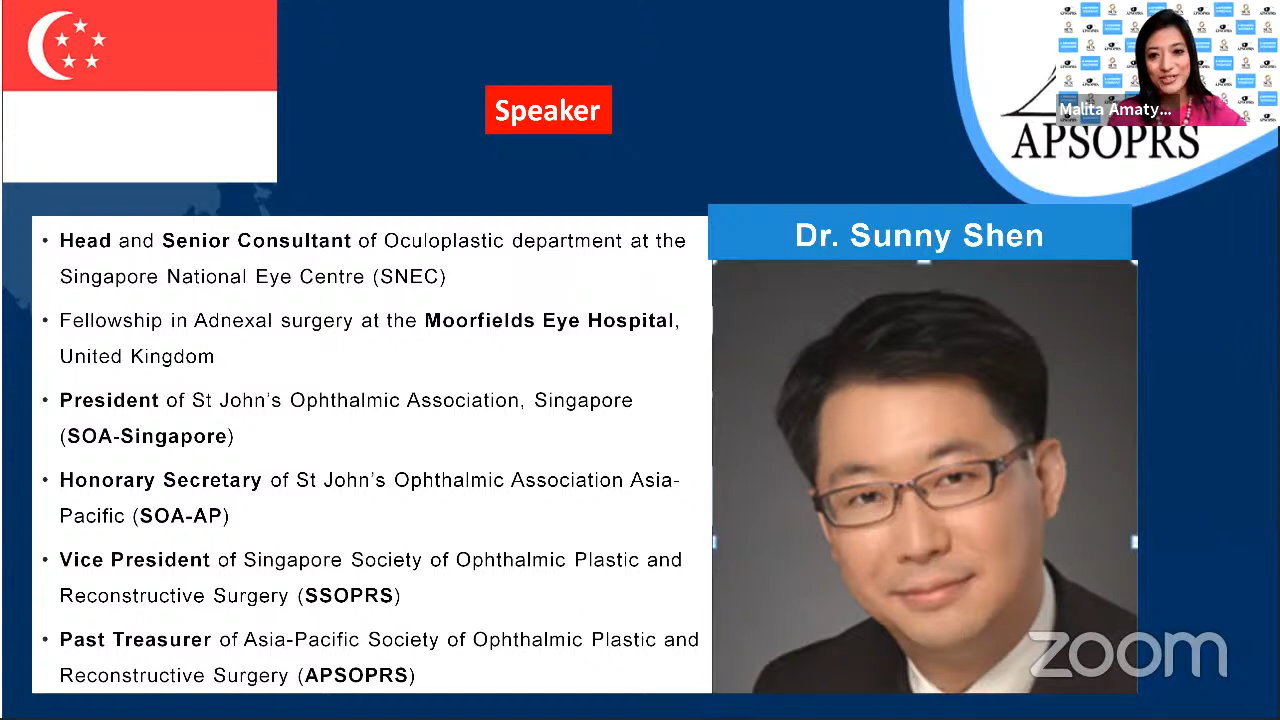 Speaker
Malita Amaty...
APSOPRS
Dr. Sunny Shen
• Head and Senior Consultant of Oculoplastic department at the
Singapore National Eye Centre (SNEC)
• Fellowship in Adnexal surgery at the Moorfields Eye Hospital,
United Kingdom
• President of St John’s Ophthalmic Association, Singapore
(SOA-Singapore)
• Honorary Secretary of St John’s Ophthalmic Association Asia-
Pacific (SOA-AP)
• Vice President of Singapore Society of Ophthalmic Plastic and
Reconstructive Surgery (SSOPRS)
• Past Treasurer of Asia-Pacific Society of Ophthalmic Plastic and
Reconstructive Surgery (APSOPRS)
zoom